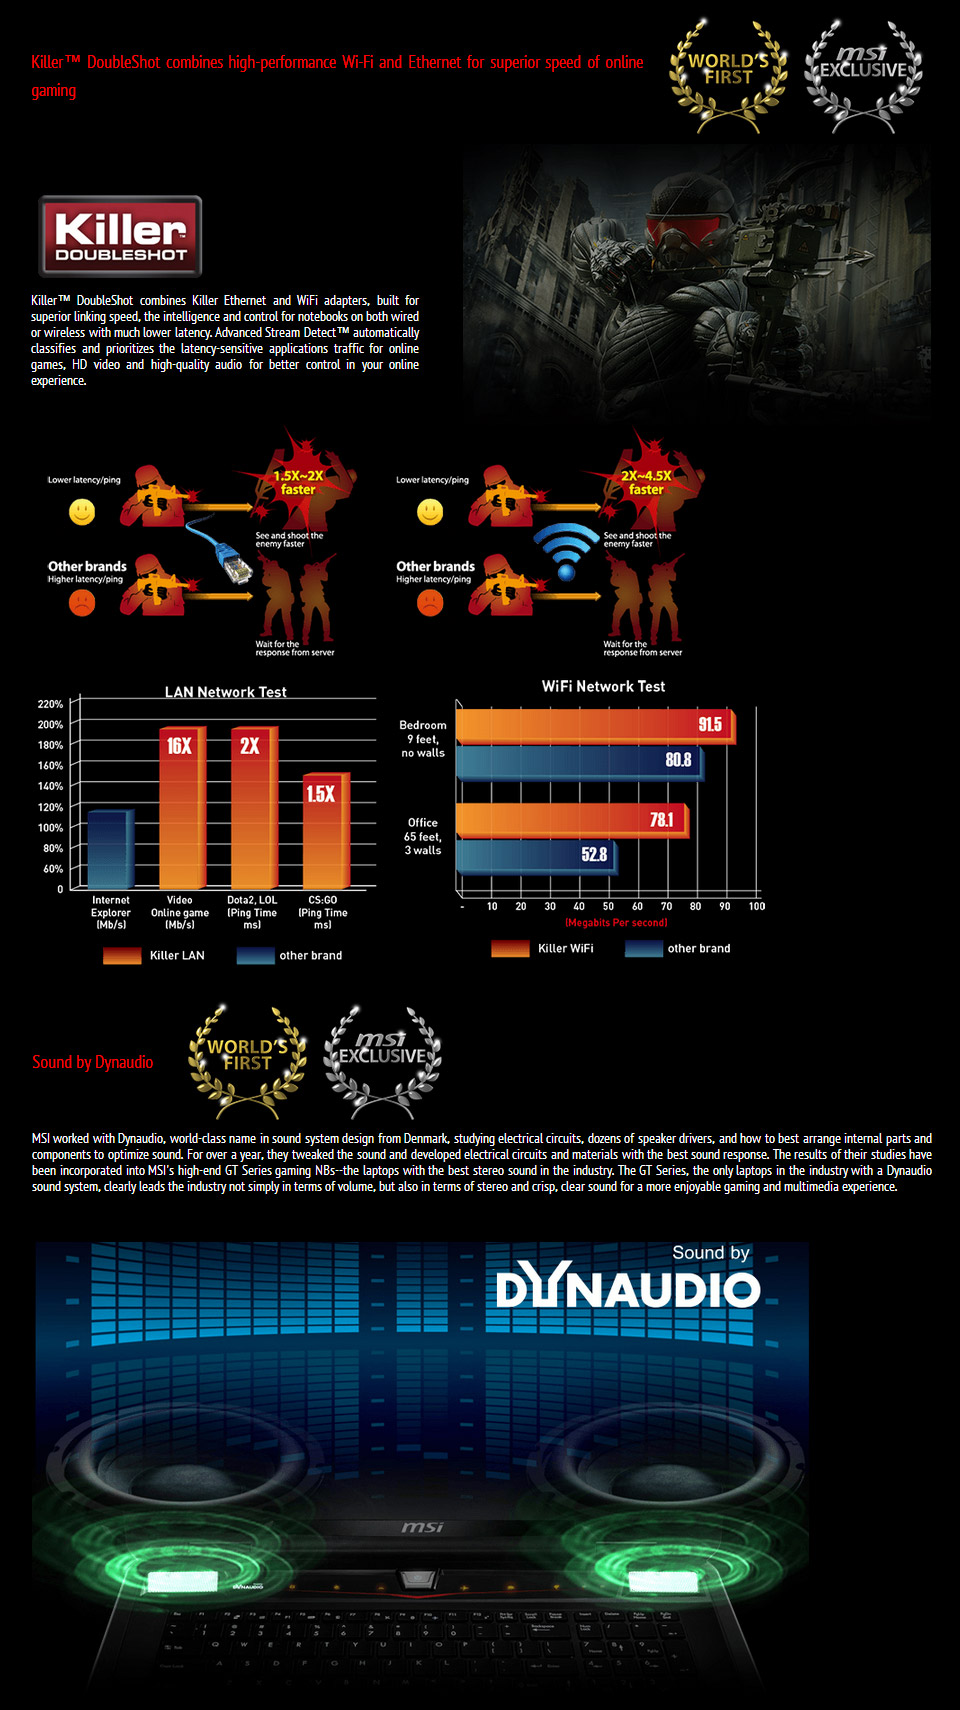 Killer™ DoubleShot combines high-performance Wi-Fi and Ethernet for superior speed of online
gaming
WORLD'S
FIRST
msi
EXCLUSIVE
Killer™
DOUBLESHOT
Killer™ DoubleShot combines Killer Ethernet and WiFi adapters, built for
superior linking speed, the intelligence and control for notebooks on both wired
or wireless with much lower latency. Advanced Stream Detect™ automatically
classifies and prioritizes the latency-sensitive applications traffic for online
games, HD video and high-quality audio for better control in your online
experience.
Lower latency/ping
1.5X~2X
faster
See and shoot the
enemy faster
Other brands
Higher latency/ping
Wait for the
response from server
Lower latency/ping
2X~4.5X
faster
See and shoot the
enemy faster
Other brands
Higher latency/ping
Wait for the
response from server
LAN Network Test
220%
200%
180%
160%
140%
120%
100%
80%
60%
0
16X
2X
1.5X
Internet
Explorer
(Mb/s)
Video
Online game
(Mb/s)
Dota2, LOL
(Ping Time
ms)
CS:GO
(Ping Time
ms)
Killer LAN
other brand
WiFi Network Test
Bedroom
9 feet,
no walls
91.5
80.8
Office
65 feet,
3 walls
78.1
52.8
- 10 20 30 40 50 60 70 80 90 100
(Megabits Per second)
Killer WiFi
other brand
Sound by Dynaudio
WORLD'S
FIRST
msi
EXCLUSIVE
MSI worked with Dynaudio, world-class name in sound system design from Denmark, studying electrical circuits, dozens of speaker drivers, and how to best arrange internal parts and
components to optimize sound. For over a year, they tweaked the sound and developed electrical circuits and materials with the best sound response. The results of their studies have
been incorporated into MSI's high-end GT Series gaming NBs--the laptops with the best stereo sound in the industry. The GT Series, the only laptops in the industry with a Dynaudio
sound system, clearly leads the industry not simply in terms of volume, but also in terms of stereo and crisp, clear sound for a more enjoyable gaming and multimedia experience.
Sound by
DYNAUDIO
msi
DYNAUDIO
Q W E R T Y U I O P
A S D F G H J K L